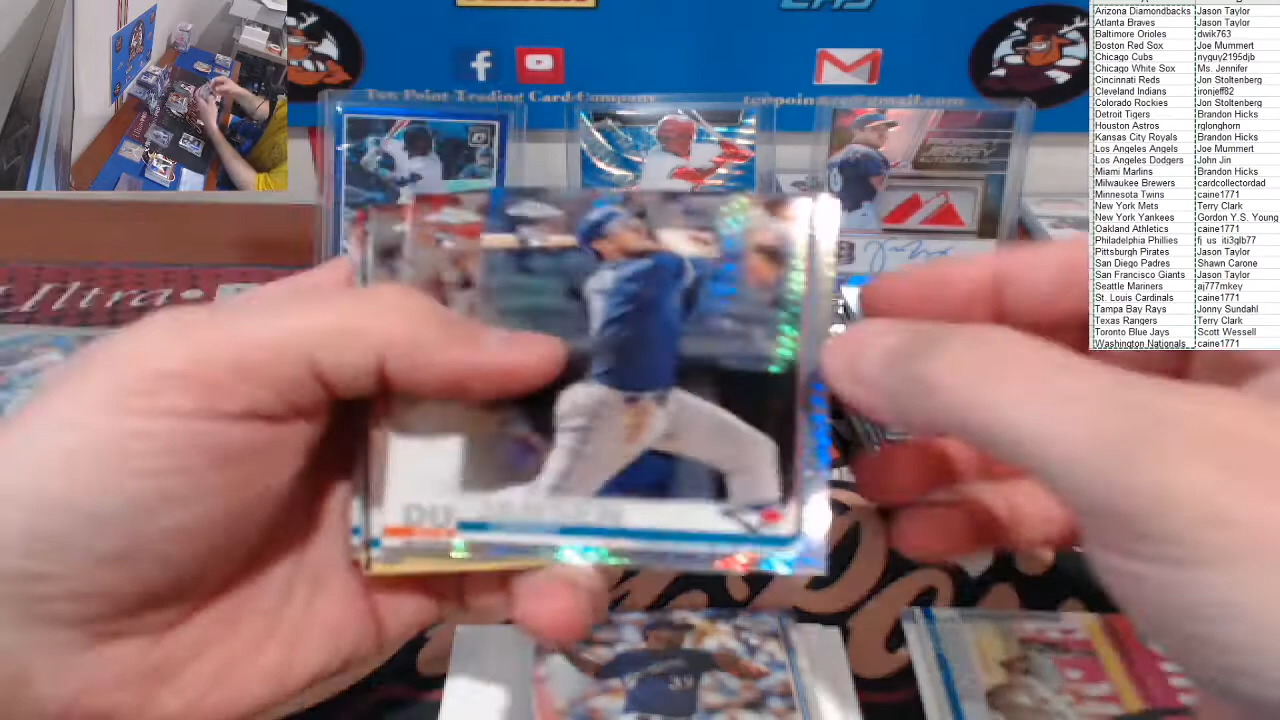 Arizona Diamondbacks Jason Taylor
Atlanta Braves Jason Taylor
Baltimore Orioles dwik763
Boston Red Sox Joe Mummert
Chicago Cubs nyguy2195djb
Chicago White Sox Ms. Jennifer
Cincinnati Reds Jon Stoltenberg
Cleveland Indians ironjeff82
Colorado Rockies Jon Stoltenberg
Detroit Tigers Brandon Hicks
Houston Astros rglonghorn
Kansas City Royals Brandon Hicks
Los Angeles Angels Joe Mummert
Los Angeles Dodgers John Jin
Miami Marlins Brandon Hicks
Milwaukee Brewers cardcollectordad
Minnesota Twins caine1771
New York Mets Terry Clark
New York Yankees Gordon Y.S. Young
Oakland Athletics caine1771
Philadelphia Phillies fj_us_iti3glb77
Pittsburgh Pirates Jason Taylor
San Diego Padres Shawn Carone
San Francisco Giants Jason Taylor
Seattle Mariners aj777mkey
St. Louis Cardinals caine1771
Tampa Bay Rays Jonny Sundahl
Texas Rangers Terry Clark
Toronto Blue Jays Scott Wessell
Washington Nationals caine1771
f
Ten Point Trading Card Company
JERSEY
Ultra
DU
39